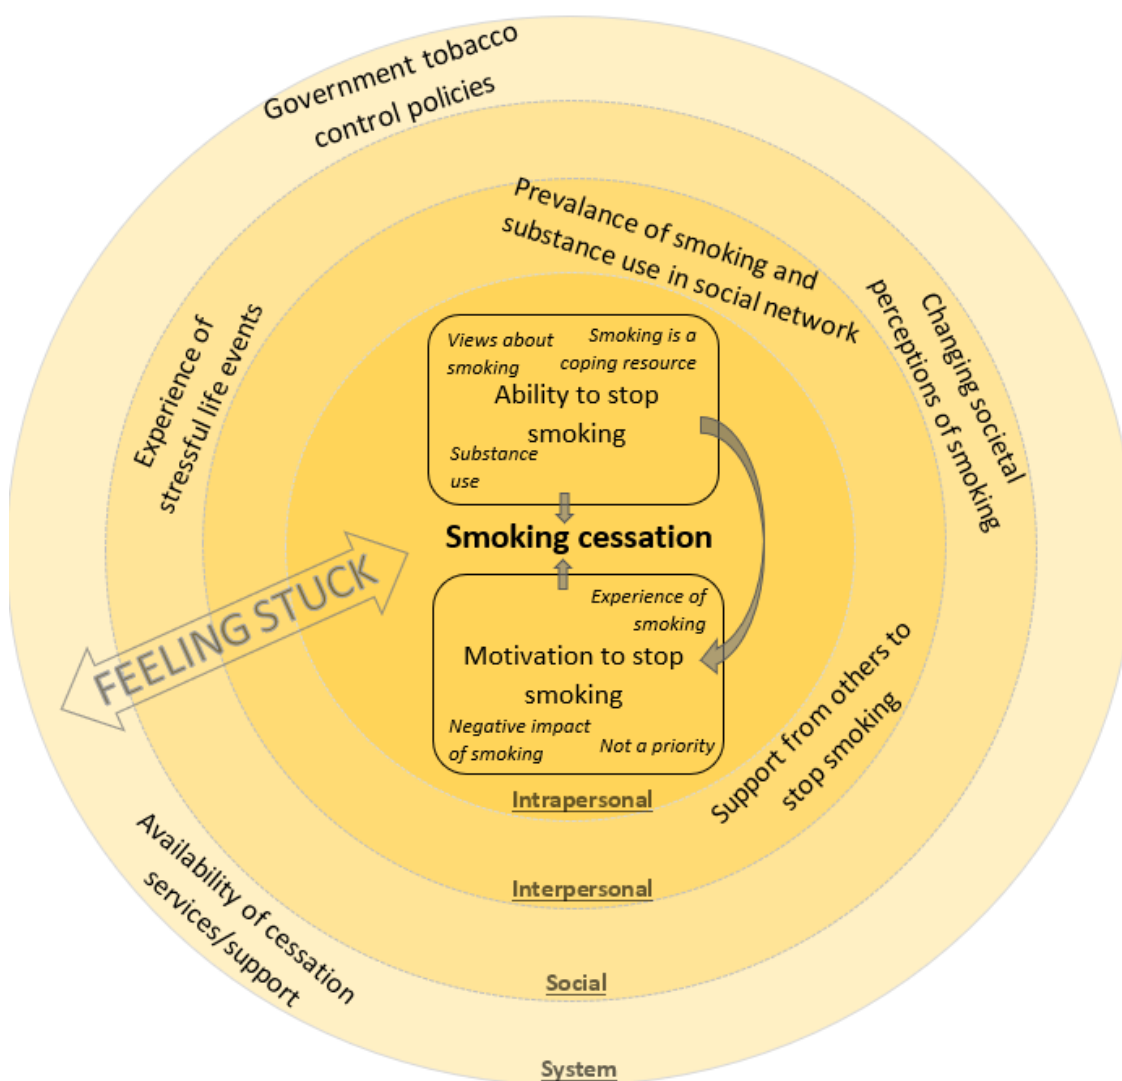 Government tobacco
control policies
Prevalance of smoking and
substance use in social network
Changing societal
perceptions of smoking
Experience of
stressful life events
Views about
smoking
Smoking is a
coping resource
Ability to stop
smoking
Substance
use
Smoking cessation
FEELING STUCK
Experience of
smoking
Motivation to stop
smoking
Negative impact
of smoking
Not a priority
Support from others to
stop smoking
Intrapersonal
Availability of cessation
services/support
Interpersonal
Social
System